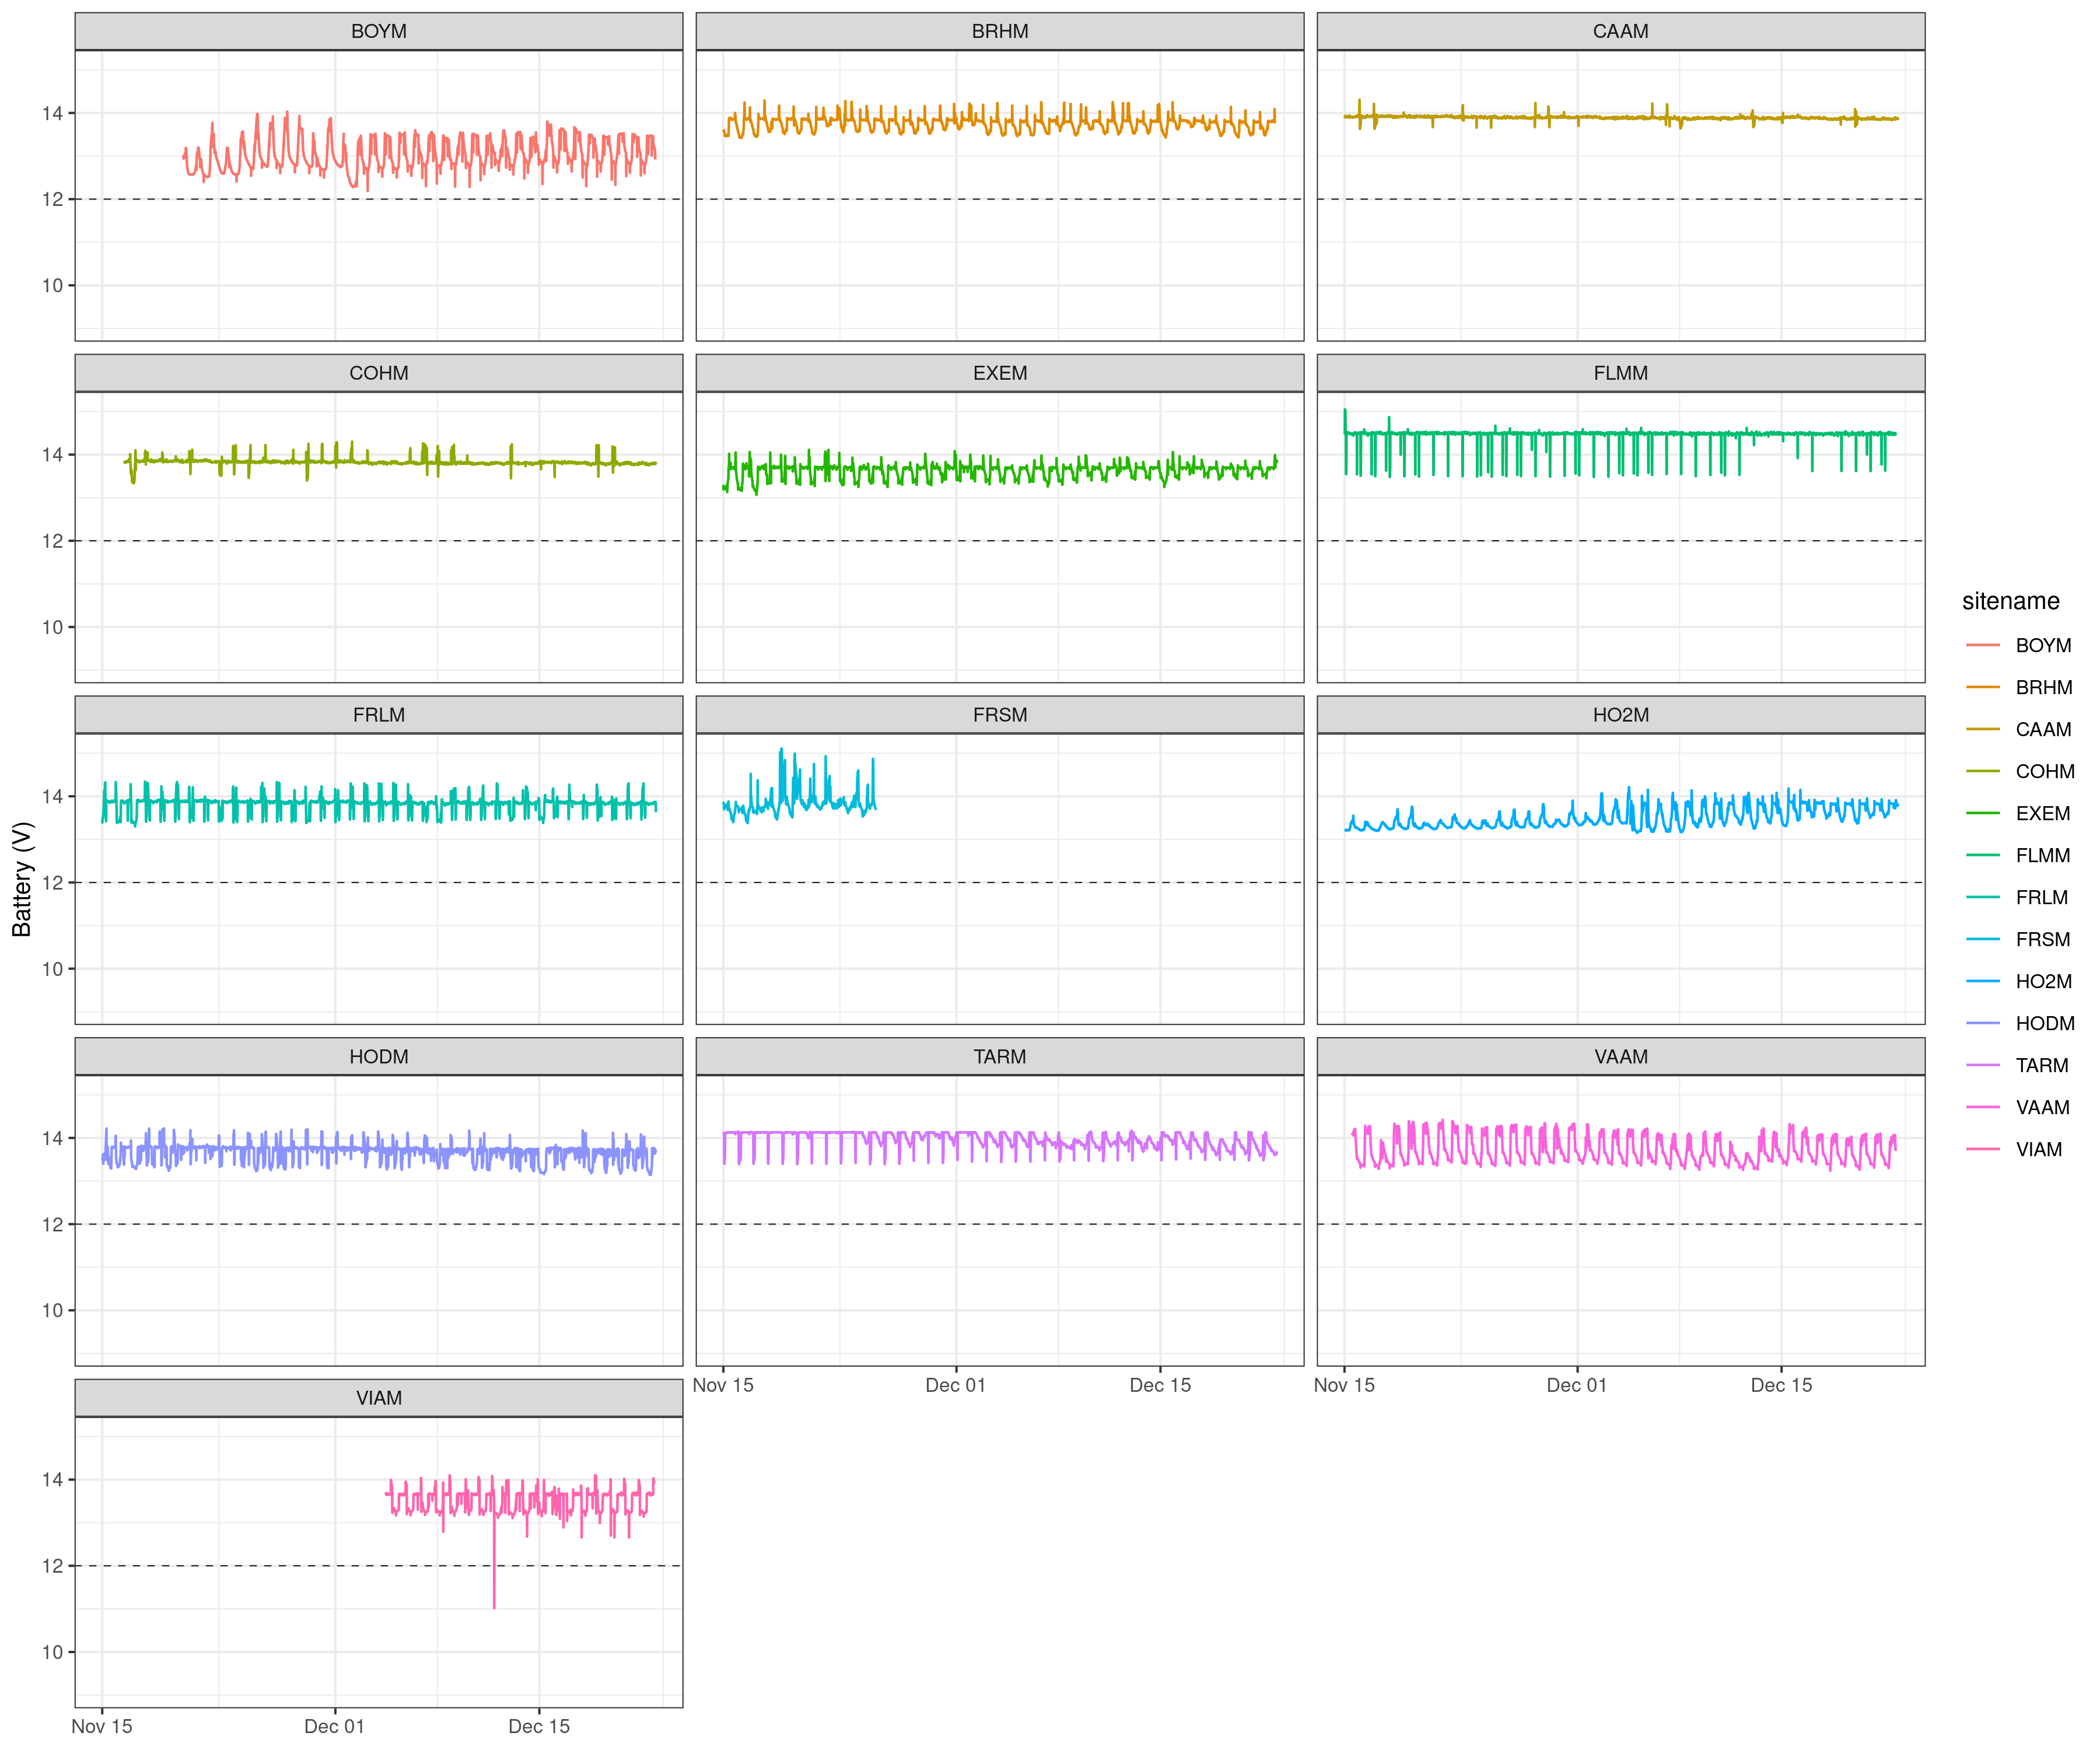 BOYM
BRHM
CAAM
14
12
10
COHM
EXEM
FLMM
14
12
10
FRLM
FRSM
HO2M
14
12
10
HODM
TARM
VAAM
14
12
10
Nov 15
Dec 01
Dec 15
Nov 15
Dec 01
Dec 15
VIAM
14
12
10
Nov 15
Dec 01
Dec 15
Battery (V)
sitename
BOYM
BRHM
CAAM
COHM
EXEM
FLMM
FRLM
FRSM
HO2M
HODM
TARM
VAAM
VIAM